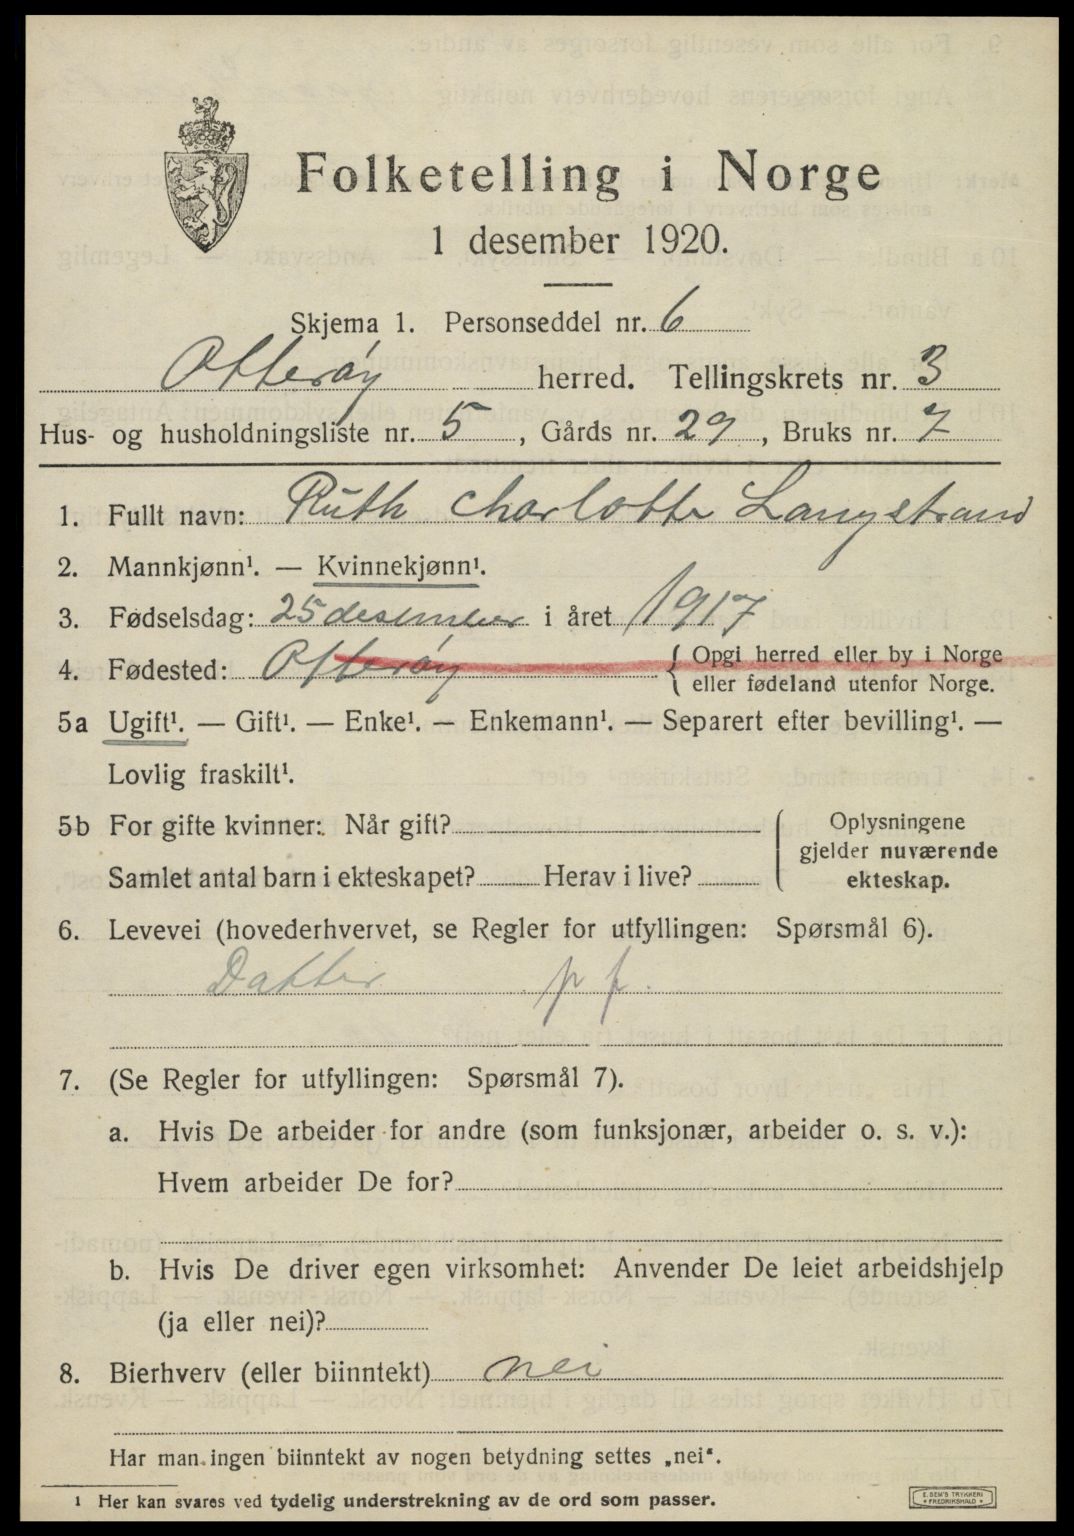 Folketelling i Norge
1 desember 1920.
Skjema 1. Personseddel nr. 6
Otterøy herred. Tellingskrets nr. 3
Hus- og husholdningsliste nr. 5, Gårds nr. 29, Bruks nr. 7
1. Fullt navn: Ruth Charlotte Langstrand
2. Mannkjønn¹. — Kvinnekjønn¹.
3. Fødselsdag: 25 desember i året 1917
4. Fødested: Otterøy { Opgi herred eller by i Norge
eller fødeland utenfor Norge.
5a Ugift¹. — Gift¹. — Enke¹. — Enkemann¹. — Separert efter bevilling¹. —
Lovlig fraskilt¹.
5b For gifte kvinner: Når gift?
Samlet antal barn i ekteskapet? Herav i live?
Oplysningene
gjelder nuværende
ekteskap.
6. Levevei (hovederhvervet, se Regler for utfyllingen: Spørsmål 6).
Datter p f.
7. (Se Regler for utfyllingen: Spørsmål 7).
a. Hvis De arbeider for andre (som funksjonær, arbeider o. s. v.):
Hvem arbeider De for?
b. Hvis De driver egen virksomhet: Anvender De leiet arbeidshjelp
(ja eller nei)?
8. Bierhverv (eller biinntekt) nei
Har man ingen biinntekt av nogen betydning settes „nei“.
1 Her kan svares ved tydelig understrekning av de ord som passer.
E. SEM'S TRYKKERI
FREDRIKSHALD